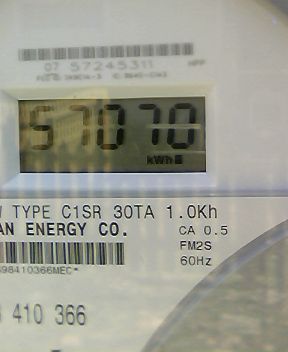 07 57245311
57070
kWh
TYPE C1SR 30TA 1.0Kh
AN ENERGY CO.
CA 0.5
FM2S
60Hz
98410366MEC*
410 366